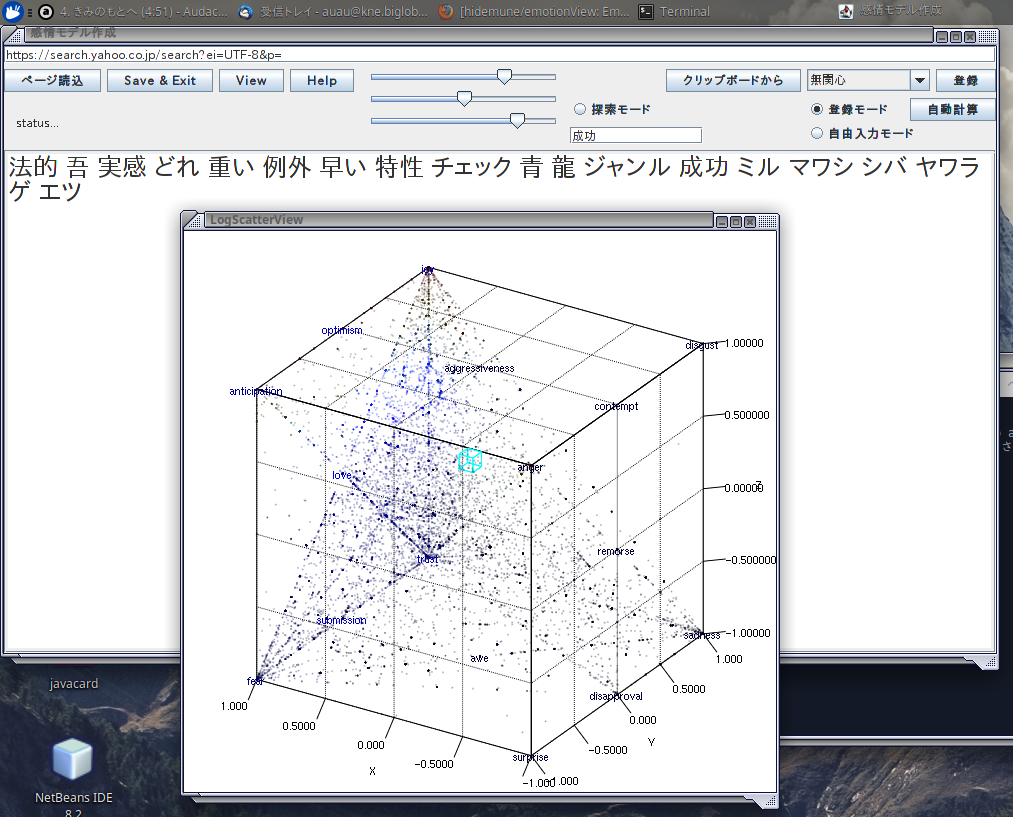 4. きみのもとへ (4:51) - Audac...
受信トレイ - auau@kne.biglob...
[hidemune/emotionView: Em...
Terminal
感情モデル作成
感情モデル作成
https://search.yahoo.co.jp/search?ei=UTF-8&p=
ページ読込
Save & Exit
View
Help
クリップボードから
無関心
登録
探索モード
登録モード
自動計算
status...
成功
自由入力モード
法的 吾 実感 どれ 重い 例外 早い 特性 チェック 青 龍 ジャンル 成功 ミル マワシ シバ ヤワラ
ゲ エツ
LogScatterView
joy
optimism
disgust
1.00000
aggressiveness
anticipation
contempt
0.500000
anger
love
0.00000
Z
remorse
trust
-0.500000
submission
sadness
-1.00000
awe
1.000
fear
0.5000
disapproval
1.000
0.000
0.5000
Y
0.000
-0.5000
X
-0.5000
surprise
-1.000
-1.000
javacard
NetBeans IDE
8.2